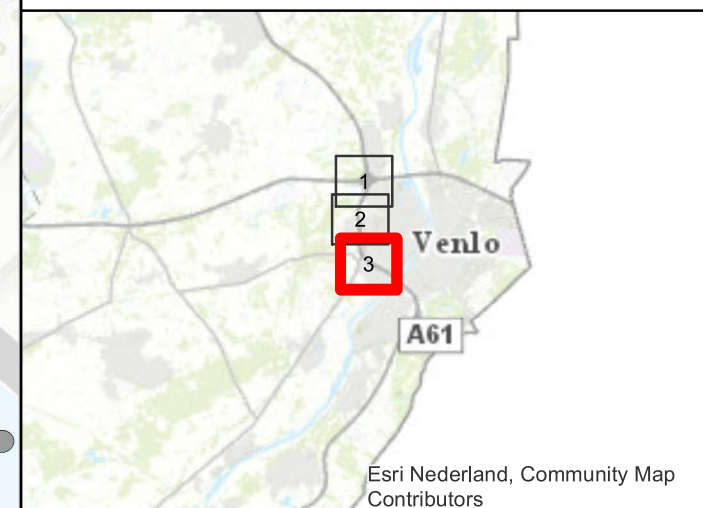 1
2
Venlo
3
A61
Esri Nederland, Community Map
Contributors